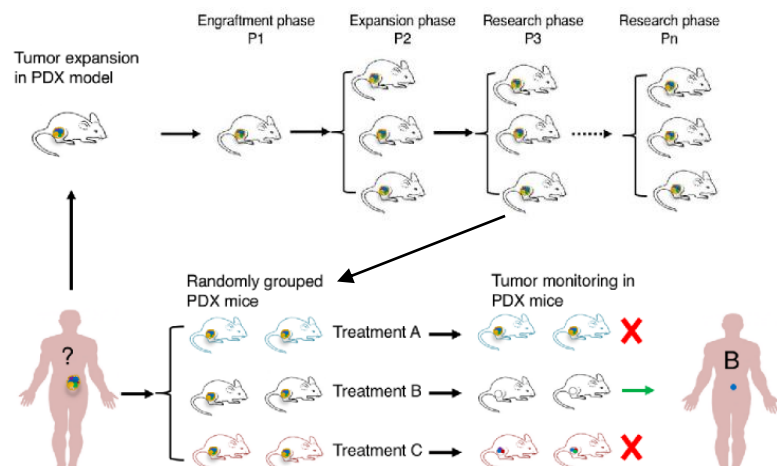 Engraftment phase
P1
Expansion phase
P2
Research phase
P3
Research phase
Pn
Tumor expansion
in PDX model
Randomly grouped
PDX mice
Tumor monitoring in
PDX mice
?
Treatment A
Treatment B
B
Treatment C